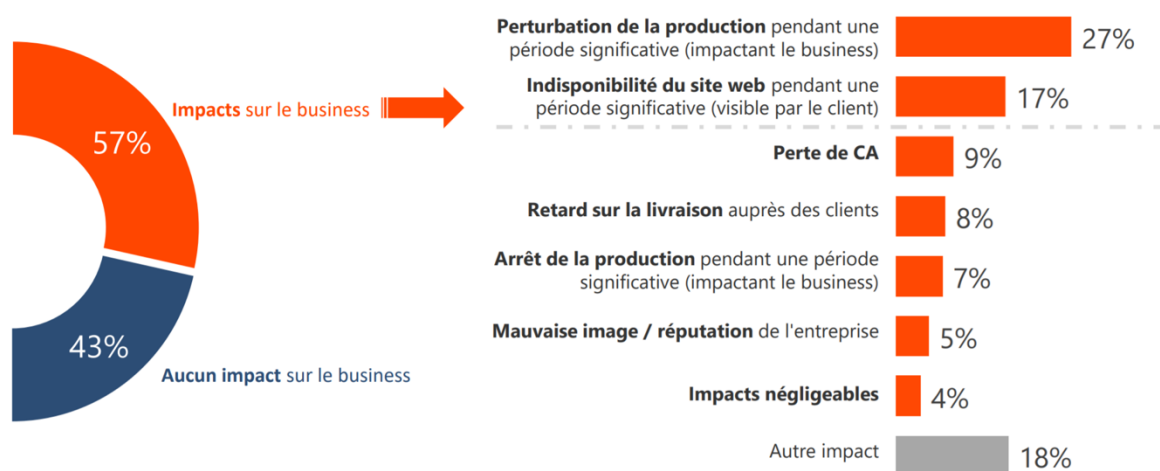 57%
Impacts sur le business
43%
Aucun impact sur le business
Perturbation de la production pendant une
période significative (impactant le business)
27%
Indisponibilité du site web pendant une
période significative (visible par le client)
17%
Perte de CA
9%
Retard sur la livraison auprès des clients
8%
Arrêt de la production pendant une période
significative (impactant le business)
7%
Mauvaise image / réputation de l'entreprise
5%
Impacts négligeables
4%
Autre impact
18%